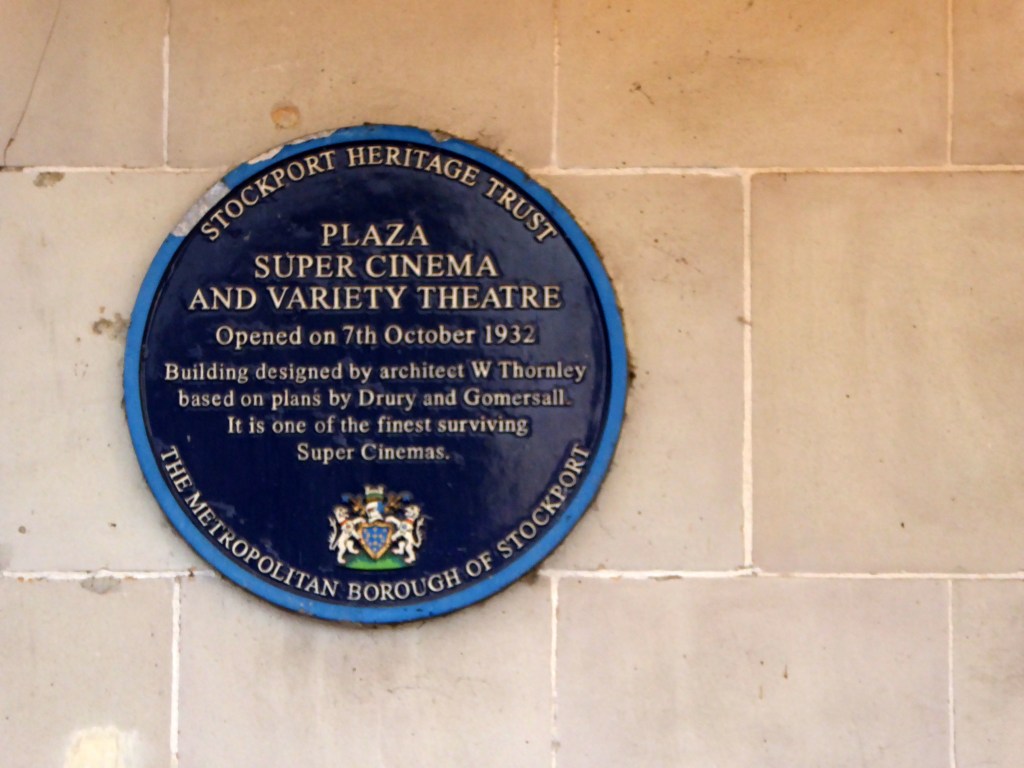 STOCKPORT HERITAGE TRUST
PLAZA
SUPER CINEMA
AND VARIETY THEATRE
Opened on 7th October 1932
Building designed by architect W Thornley
based on plans by Drury and Gomersall.
It is one of the finest surviving
Super Cinemas.
THE METROPOLITAN BOROUGH OF STOCKPORT